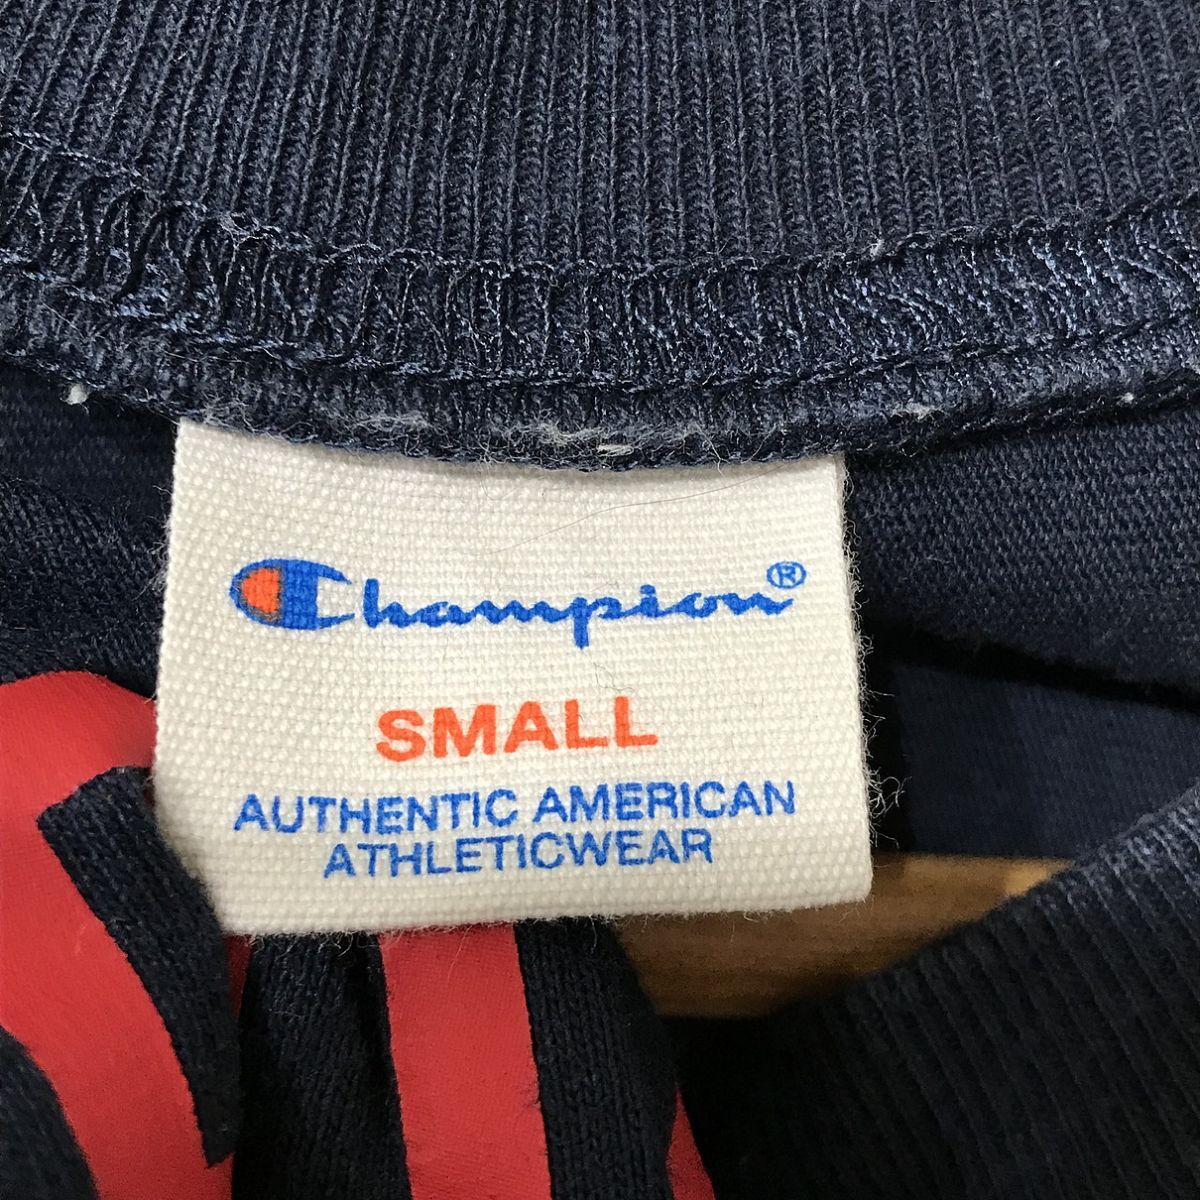 Champion®
SMALL
AUTHENTIC AMERICAN
ATHLETICWEAR